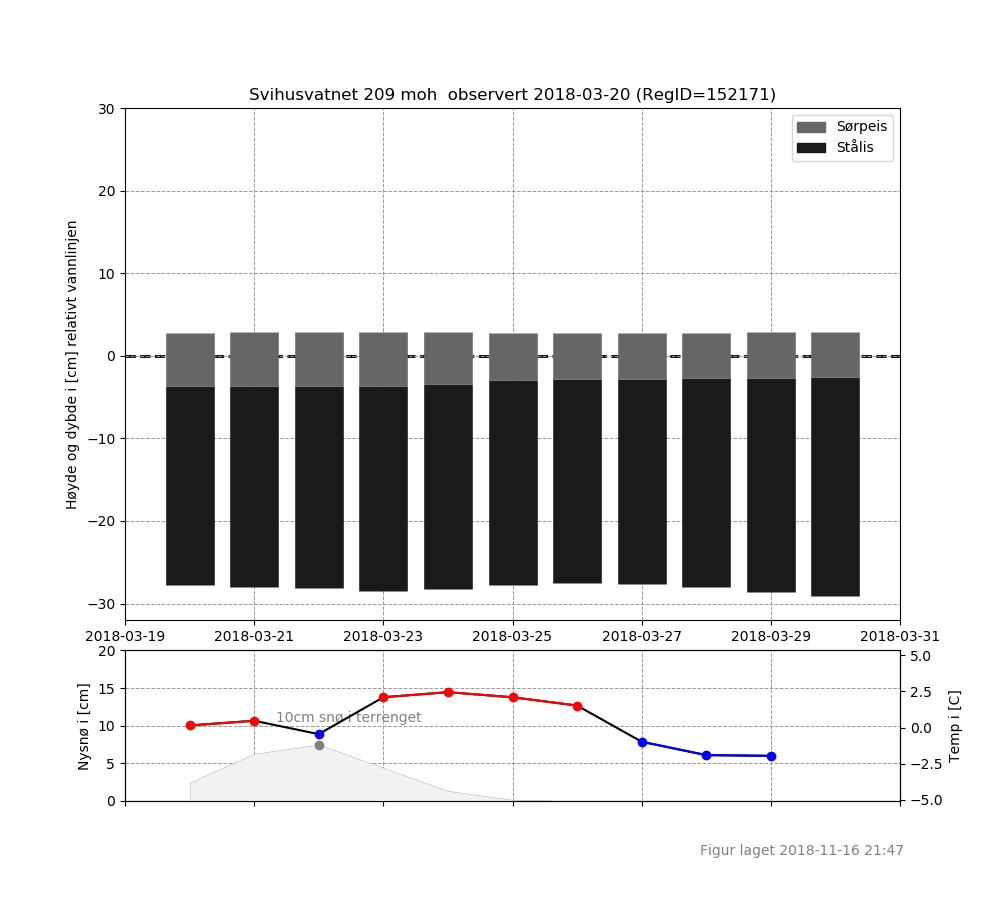 Svihusvatnet 209 moh  observert 2018-03-20 (RegID=152171)
Høyde og dybde i [cm] relativt vannlinjen
30
20
10
0
−10
−20
−30
Sørpeis
Stålis
2018-03-19 2018-03-21 2018-03-23 2018-03-25 2018-03-27 2018-03-29 2018-03-31
Nysnø i [cm]
20
15
10
5
0
10cm snø i terrenget
5.0
2.5
0.0
−2.5
−5.0
Temp i [C]
Figur laget 2018-11-16 21:47